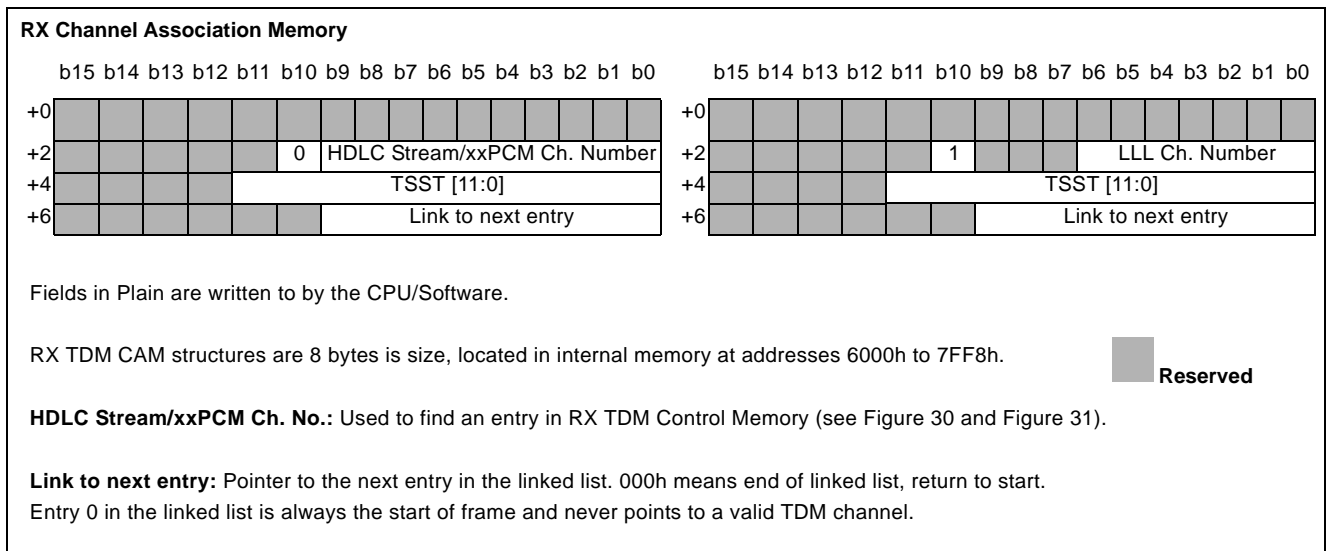 RX Channel Association Memory
b15 b14 b13 b12 b11 b10 b9 b8 b7 b6 b5 b4 b3 b2 b1 b0
+0
+2 0 HDLC Stream/xxPCM Ch. Number
+4 TSST [11:0]
+6 Link to next entry
b15 b14 b13 b12 b11 b10 b9 b8 b7 b6 b5 b4 b3 b2 b1 b0
+0
+2 1 LLL Ch. Number
+4 TSST [11:0]
+6 Link to next entry
Fields in Plain are written to by the CPU/Software.
RX TDM CAM structures are 8 bytes is size, located in internal memory at addresses 6000h to 7FF8h.
Reserved
HDLC Stream/xxPCM Ch. No.: Used to find an entry in RX TDM Control Memory (see Figure 30 and Figure 31).
Link to next entry: Pointer to the next entry in the linked list. 000h means end of linked list, return to start.
Entry 0 in the linked list is always the start of frame and never points to a valid TDM channel.